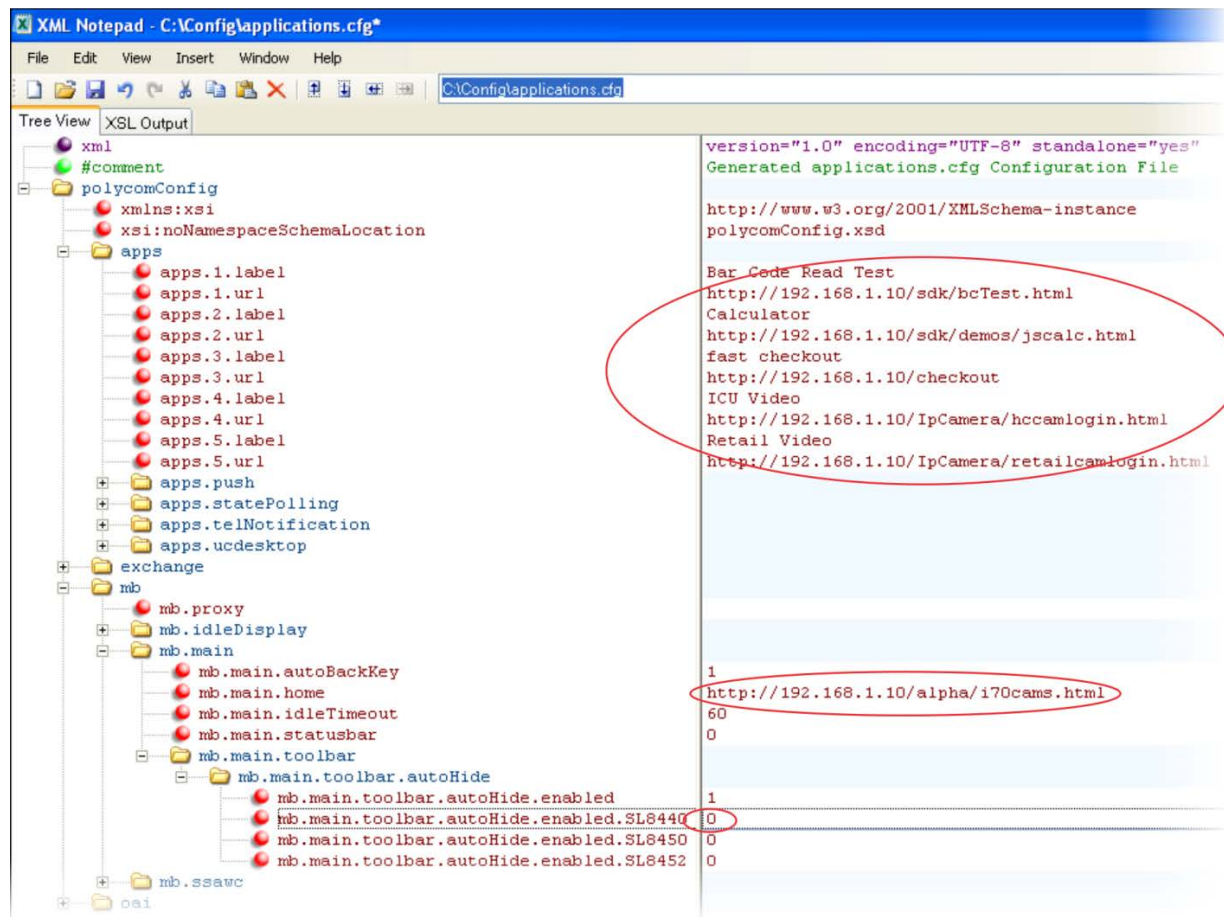 XML Notepad - C:\Config\applications.cfg*
File Edit View Insert Window Help
C:\Config\applications.cfg
Tree View XSL Output
xml version="1.0" encoding="UTF-8" standalone="yes"
#comment Generated applications.cfg Configuration File
polycomConfig
xmlns:xsi http://www.w3.org/2001/XMLSchema-instance
xsi:noNamespaceSchemaLocation polycomConfig.xsd
apps
apps.1.label Bar Code Read Test
apps.1.url http://192.168.1.10/sdk/bcTest.html
apps.2.label Calculator
apps.2.url http://192.168.1.10/sdk/demos/jscalc.html
apps.3.label fast checkout
apps.3.url http://192.168.1.10/checkout
apps.4.label ICU Video
apps.4.url http://192.168.1.10/IpCamera/hccamlogin.html
apps.5.label Retail Video
apps.5.url http://192.168.1.10/IpCamera/retailcamlogin.html
apps.push
apps.statePolling
apps.telNotification
apps.ucdesktop
exchange
mb
mb.proxy
mb.idleDisplay
mb.main
mb.main.autoBackKey 1
mb.main.home http://192.168.1.10/alpha/i70cams.html
mb.main.idleTimeout 60
mb.main.statusbar 0
mb.main.toolbar
mb.main.toolbar.autoHide
mb.main.toolbar.autoHide.enabled 1
mb.main.toolbar.autoHide.enabled.SL8440 0
mb.main.toolbar.autoHide.enabled.SL8450 0
mb.main.toolbar.autoHide.enabled.SL8452 0
mb.ssawc
oai